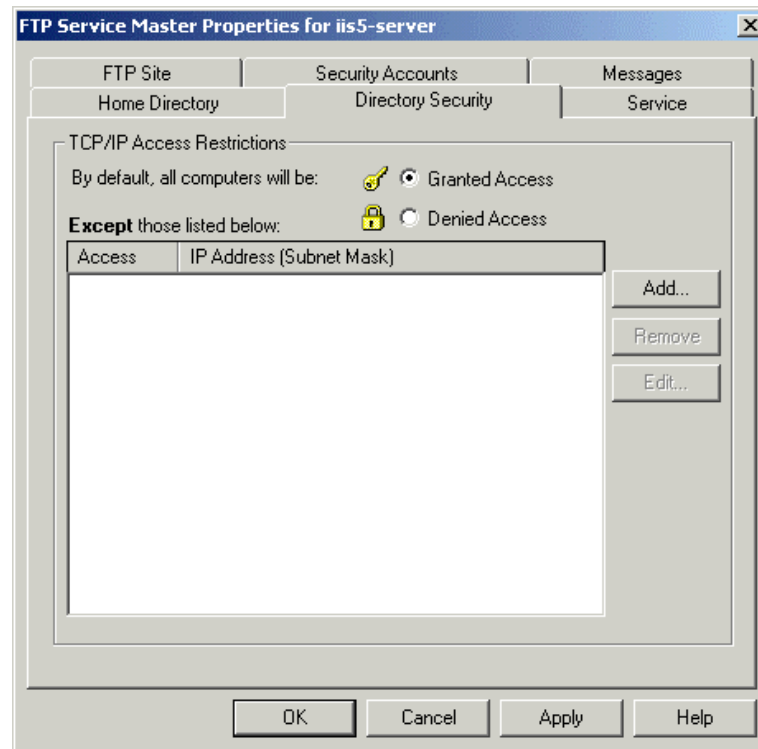 FTP Service Master Properties for iis5-server
FTP Site Security Accounts Messages
Home Directory Directory Security Service
TCP/IP Access Restrictions
By default, all computers will be: Granted Access
Except those listed below: Denied Access
Access IP Address (Subnet Mask)
Add...
Remove
Edit...
OK Cancel Apply Help